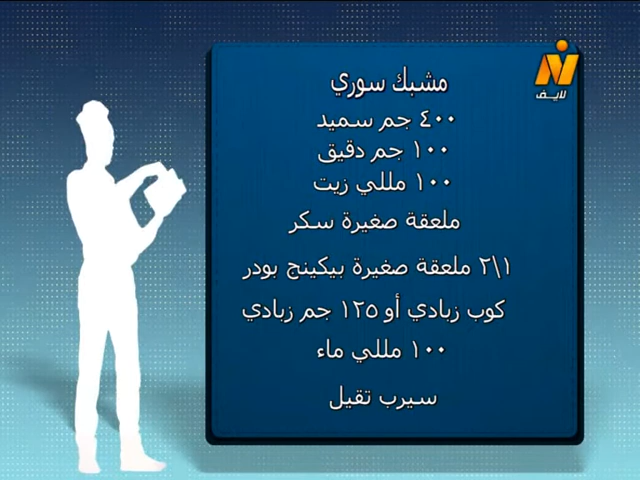 مشبك سوري
٤٠٠ جم سميد
١٠٠ جم دقيق
١٠٠ مللي زيت
ملعقة صغيرة سكر
١\٢ ملعقة صغيرة بيكينج بودر
كوب زبادي أو ١٢٥ جم زبادي
١٠٠ مللي ماء
سيرب تقيل
لايف